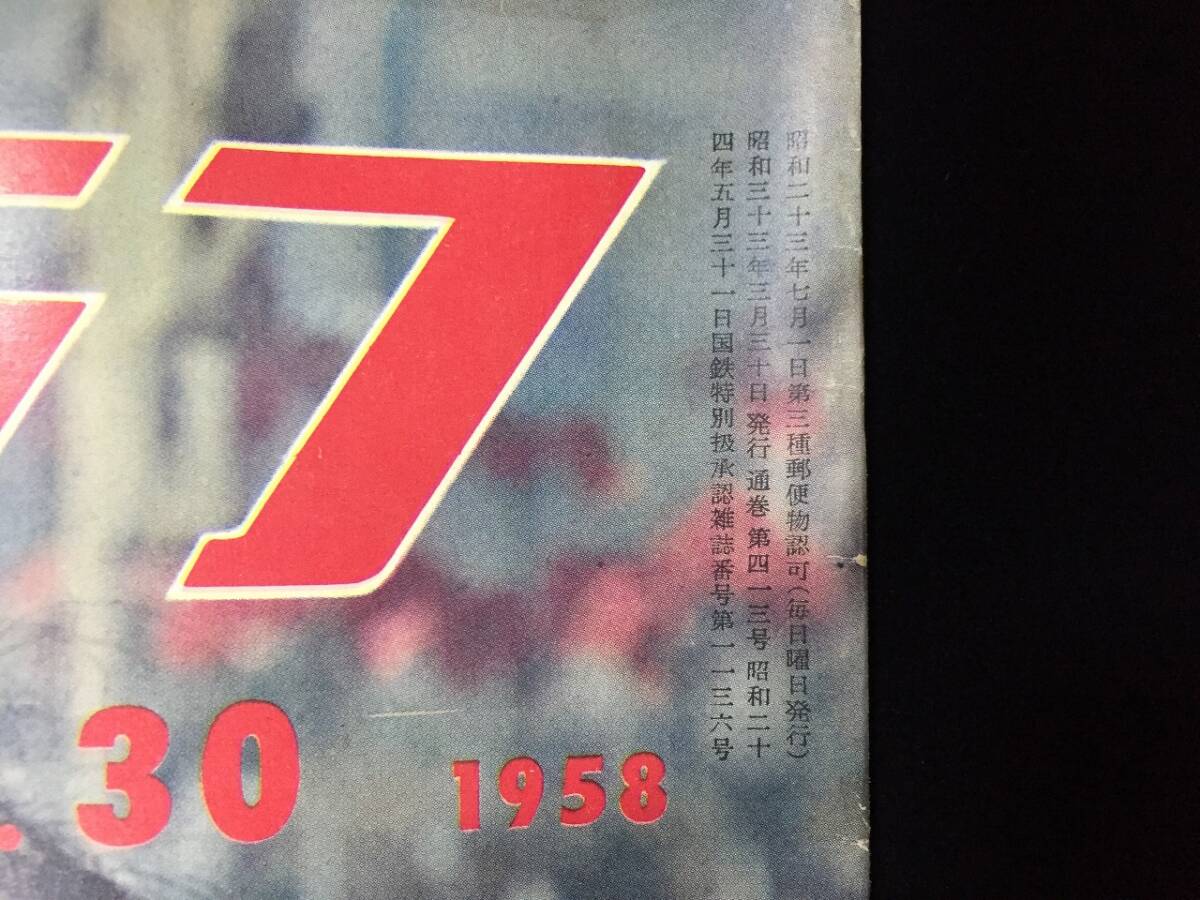 ラフ
昭和二十三年七月一日第三種郵便物認可(毎日曜日発行)
昭和三十三年三月三十日発行 通巻 第四一三号 昭和二十
四年五月三十一日国鉄特別扱承認雑誌番号第一一三六号
. 30 1958